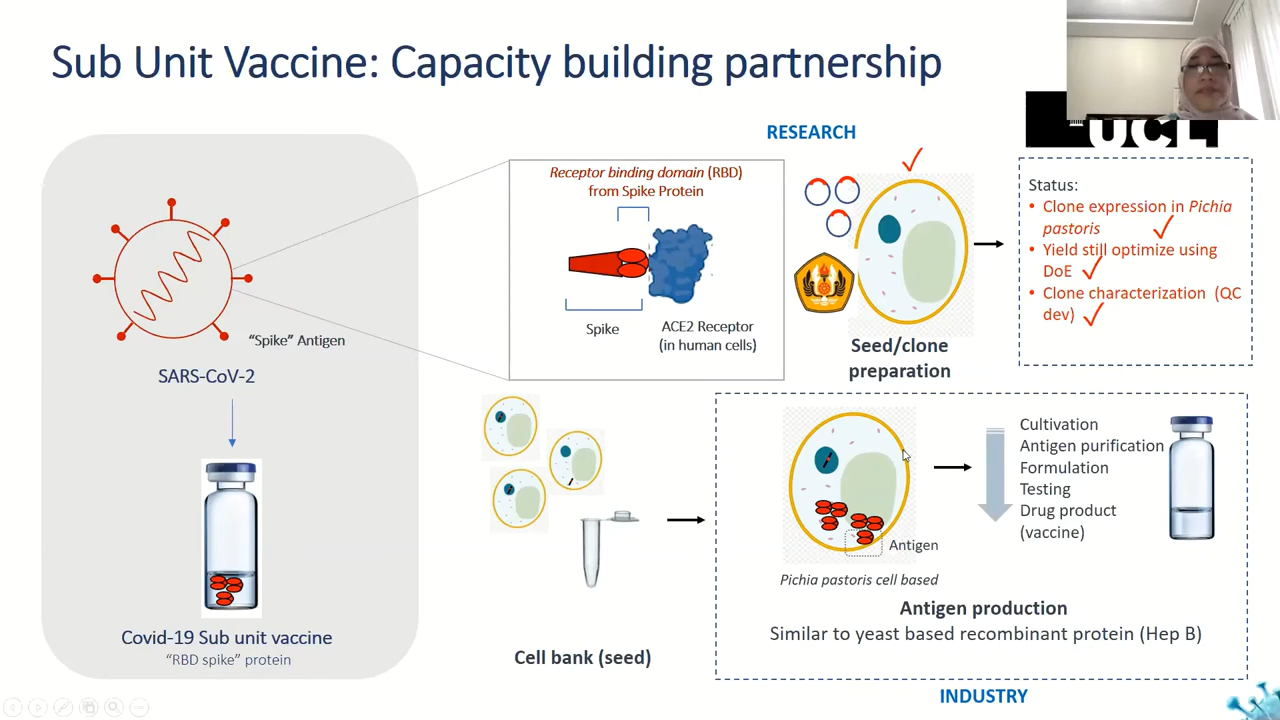 Sub Unit Vaccine: Capacity building partnership
UCL
RESEARCH
Receptor binding domain (RBD)
from Spike Protein
Spike
ACE2 Receptor
(in human cells)
"Spike" Antigen
SARS-CoV-2
Covid-19 Sub unit vaccine
"RBD spike" protein
Seed/clone
preparation
Status:
• Clone expression in Pichia
pastoris
• Yield still optimize using
DoE
• Clone characterization (QC
dev)
Cell bank (seed)
Antigen
Pichia pastoris cell based
Cultivation
Antigen purification
Formulation
Testing
Drug product
(vaccine)
Antigen production
Similar to yeast based recombinant protein (Hep B)
INDUSTRY